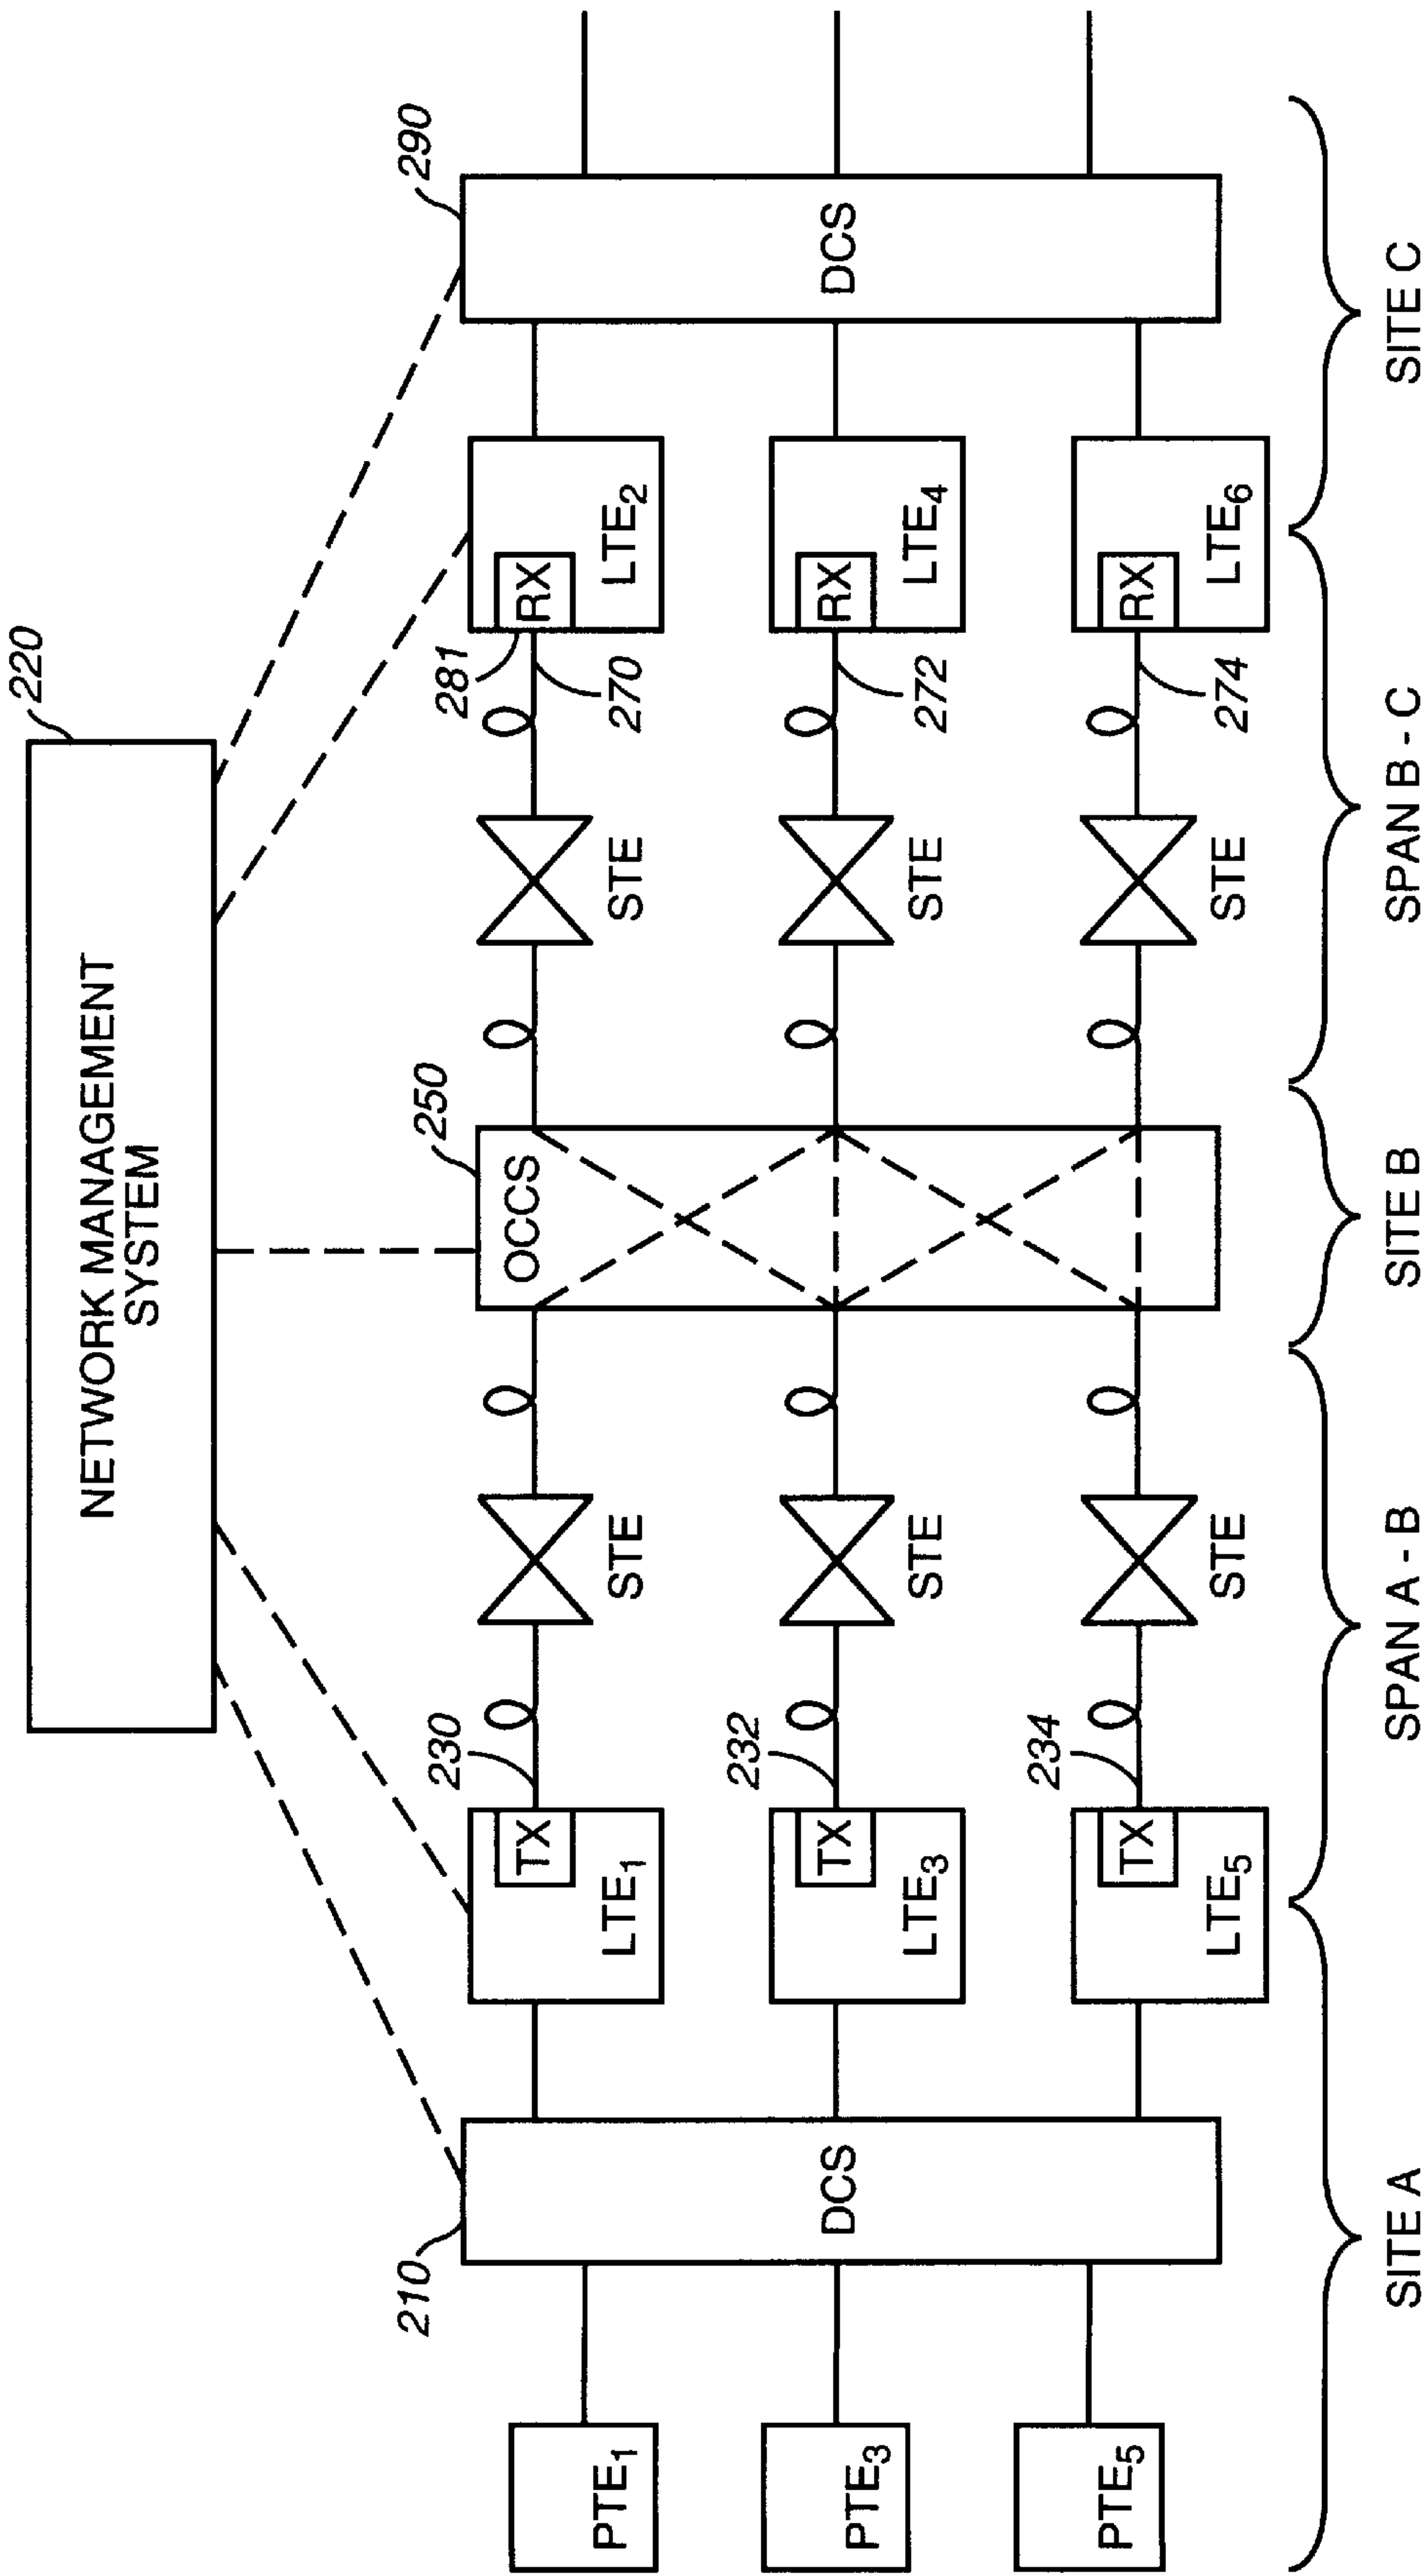 220
NETWORK MANAGEMENT
SYSTEM
210
230
250
281
290
OCCS
PTE1
TX
LTE1
STE
STE
270
RX
LTE2
232
272
PTE3
DCS
TX
LTE3
STE
STE
RX
LTE4
DCS
234
274
PTE5
TX
LTE5
STE
STE
RX
LTE6
SITE A
SPAN A - B
SITE B
SPAN B - C
SITE C